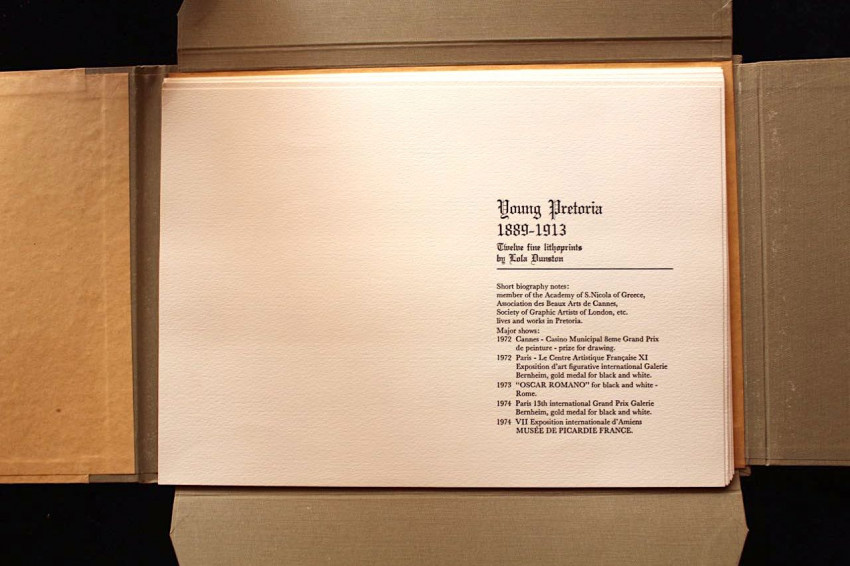 Young Pretoria
1889-1913
Twelve fine lithoprints
by Lola Dunston
Short biography notes:
member of the Academy of S.Nicola of Greece,
Association des Beaux Arts de Cannes,
Society of Graphic Artists of London, etc.
lives and works in Pretoria.
Major shows:
1972 Cannes - Casino Municipal 8eme Grand Prix
de peinture - prize for drawing.
1972 Paris - Le Centre Artistique Française XI
Exposition d'art figurative international Galerie
Bernheim, gold medal for black and white.
1973 "OSCAR ROMANO" for black and white -
Rome.
1974 Paris 13th international Grand Prix Galerie
Bernheim, gold medal for black and white.
1974 VII Exposition internationale d'Amiens
MUSÉE DE PICARDIE FRANCE.